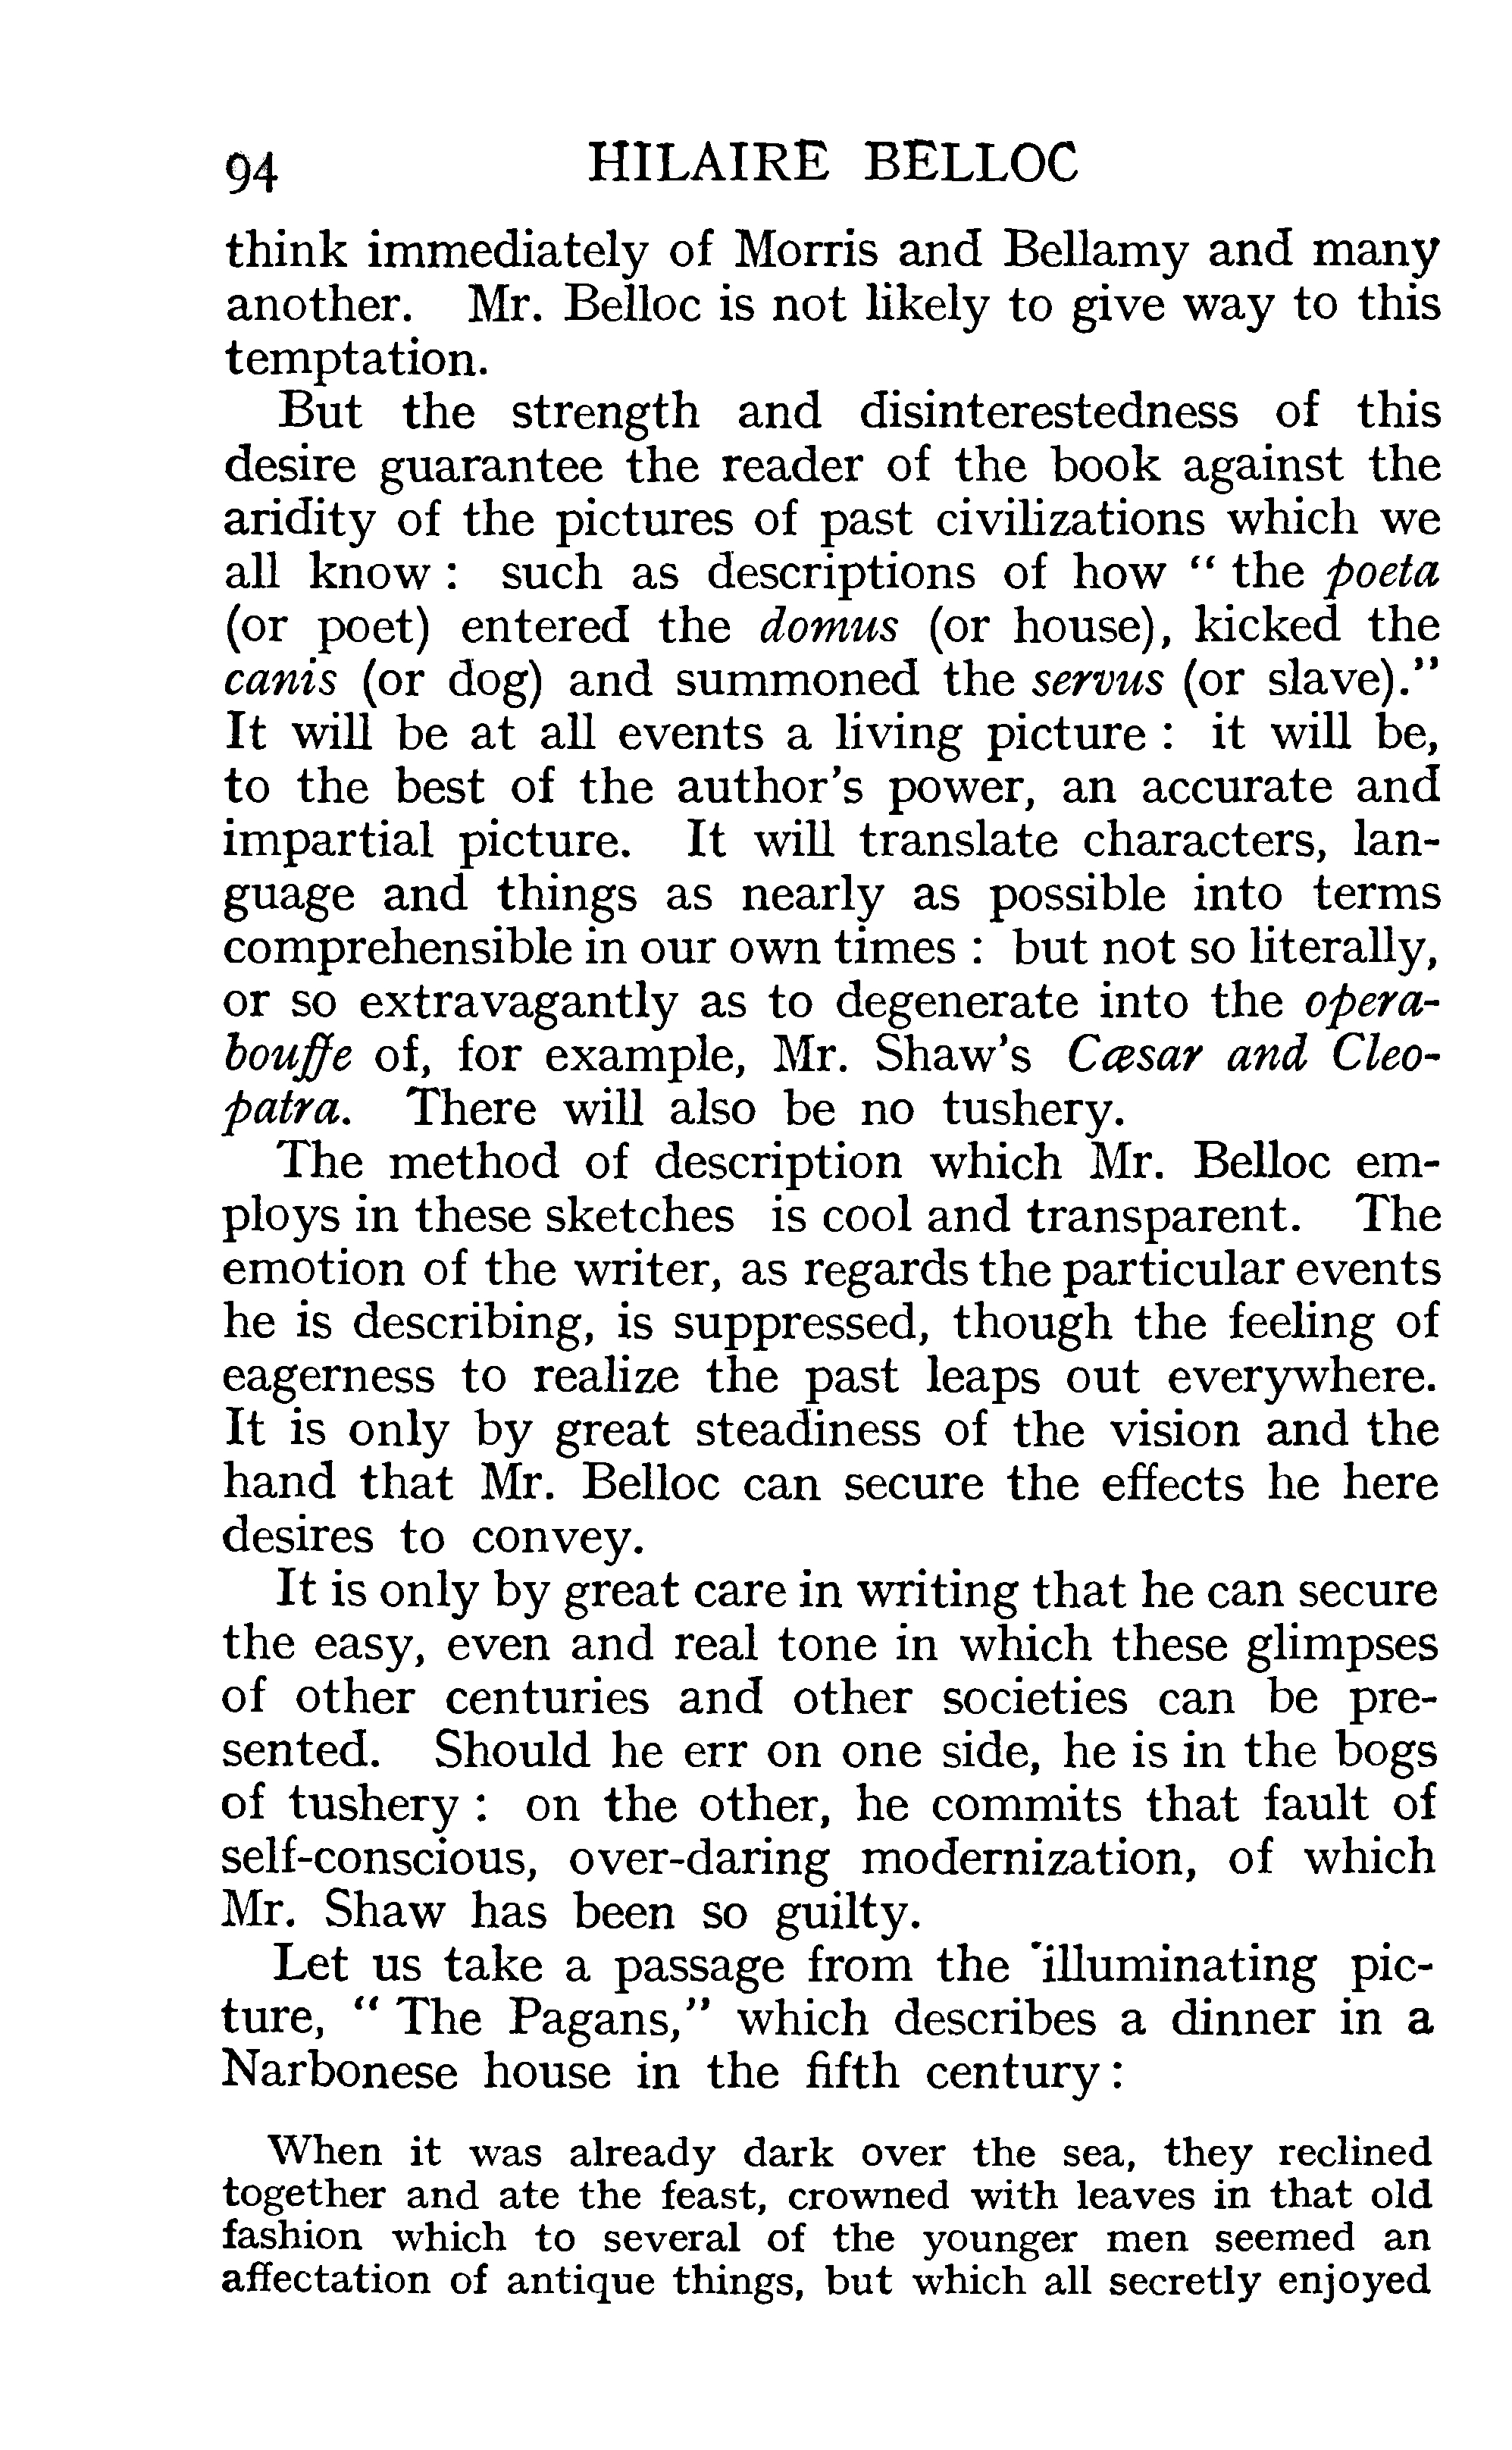 94 HILAIRE BELLOC
think immediately of Morris and Bellamy and many
another. Mr. Belloc is not likely to give way to this
temptation.
But the strength and disinterestedness of this
desire guarantee the reader of the book against the
aridity of the pictures of past civilizations which we
all know : such as descriptions of how “ the poeta
(or poet) entered the domus (or house), kicked the
canis (or dog) and summoned the servus (or slave).”
It will be at all events a living picture : it will be,
to the best of the author’s power, an accurate and
impartial picture. It will translate characters, lan-
guage and things as nearly as possible into terms
comprehensible in our own times : but not so literally,
or so extravagantly as to degenerate into the opera-
bouffe of, for example, Mr. Shaw’s Cæsar and Cleo-
patra. There will also be no tushery.
The method of description which Mr. Belloc em-
ploys in these sketches is cool and transparent. The
emotion of the writer, as regards the particular events
he is describing, is suppressed, though the feeling of
eagerness to realize the past leaps out everywhere.
It is only by great steadiness of the vision and the
hand that Mr. Belloc can secure the effects he here
desires to convey.
It is only by great care in writing that he can secure
the easy, even and real tone in which these glimpses
of other centuries and other societies can be pre-
sented. Should he err on one side, he is in the bogs
of tushery : on the other, he commits that fault of
self-conscious, over-daring modernization, of which
Mr. Shaw has been so guilty.
Let us take a passage from the illuminating pic-
ture, “ The Pagans,” which describes a dinner in a
Narbonese house in the fifth century :
When it was already dark over the sea, they reclined
together and ate the feast, crowned with leaves in that old
fashion which to several of the younger men seemed an
affectation of antique things, but which all secretly enjoyed